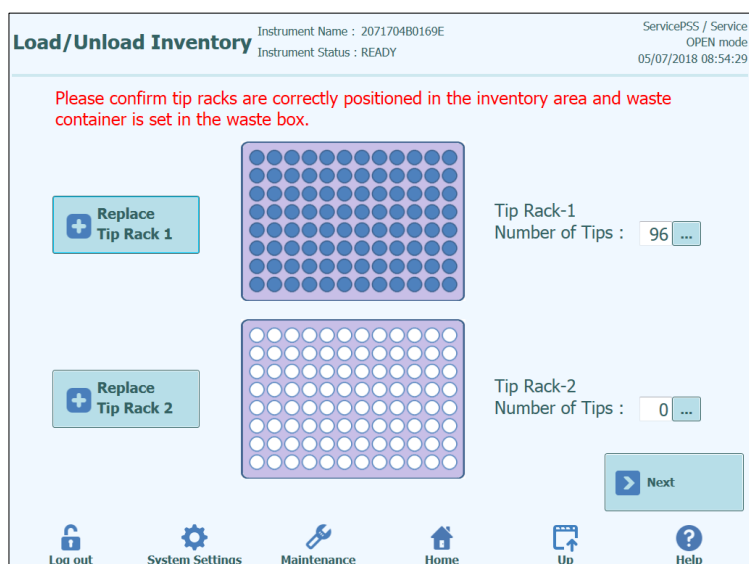 Load/Unload Inventory
Instrument Name : 2071704B0169E
Instrument Status : READY
ServicePSS / Service
OPEN mode
05/07/2018 08:54:29
Please confirm tip racks are correctly positioned in the inventory area and waste
container is set in the waste box.
Replace
Tip Rack 1
Tip Rack-1
Number of Tips : 96 ...
Replace
Tip Rack 2
Tip Rack-2
Number of Tips : 0 ...
Next
Log out System Settings Maintenance Home Up Help